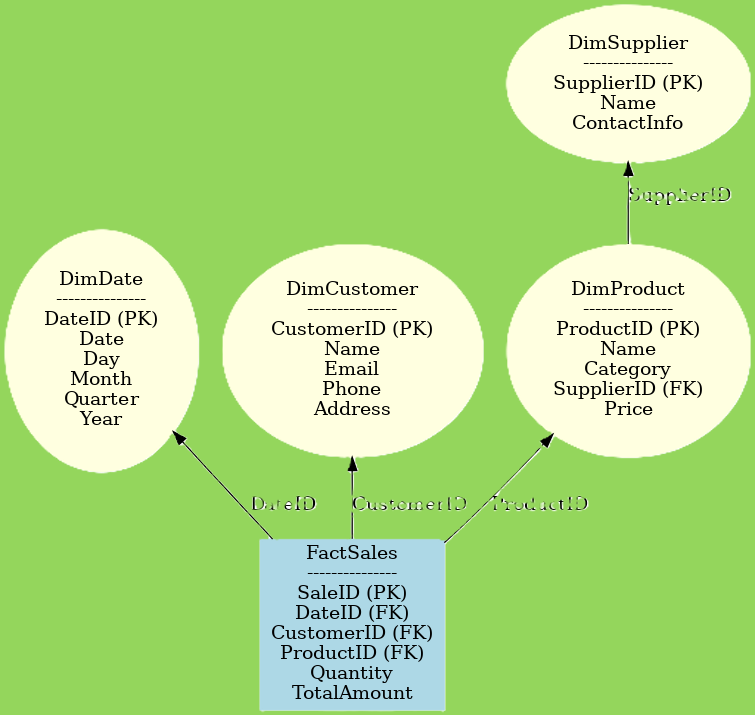 DimSupplier
---------------
SupplierID (PK)
Name
ContactInfo
SupplierID
DimDate
---------------
DateID (PK)
Date
Day
Month
Quarter
Year
DimCustomer
---------------
CustomerID (PK)
Name
Email
Phone
Address
DimProduct
---------------
ProductID (PK)
Name
Category
SupplierID (FK)
Price
DateID
CustomerID
ProductID
FactSales
---------------
SaleID (PK)
DateID (FK)
CustomerID (FK)
ProductID (FK)
Quantity
TotalAmount